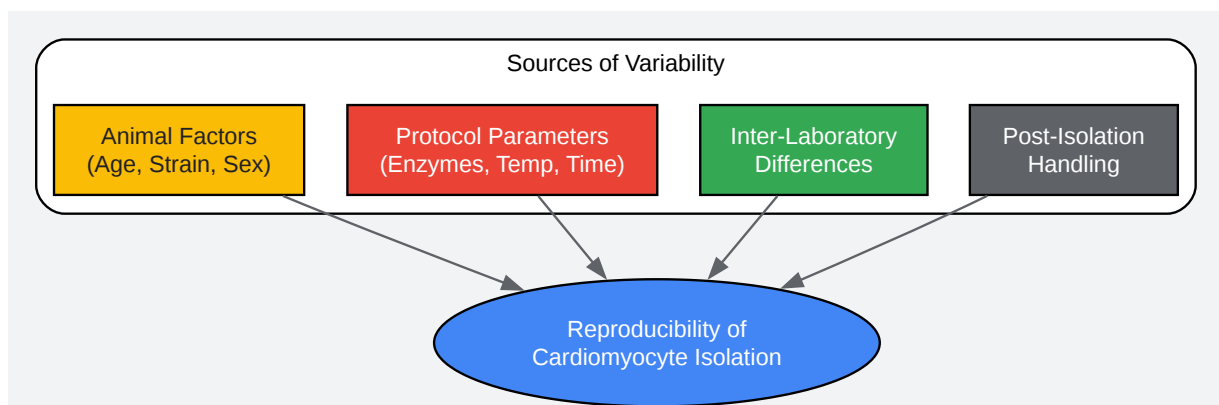 Sources of Variability
Animal Factors
(Age, Strain, Sex)
Protocol Parameters
(Enzymes, Temp, Time)
Inter-Laboratory
Differences
Post-Isolation
Handling
Reproducibility of
Cardiomyocyte Isolation